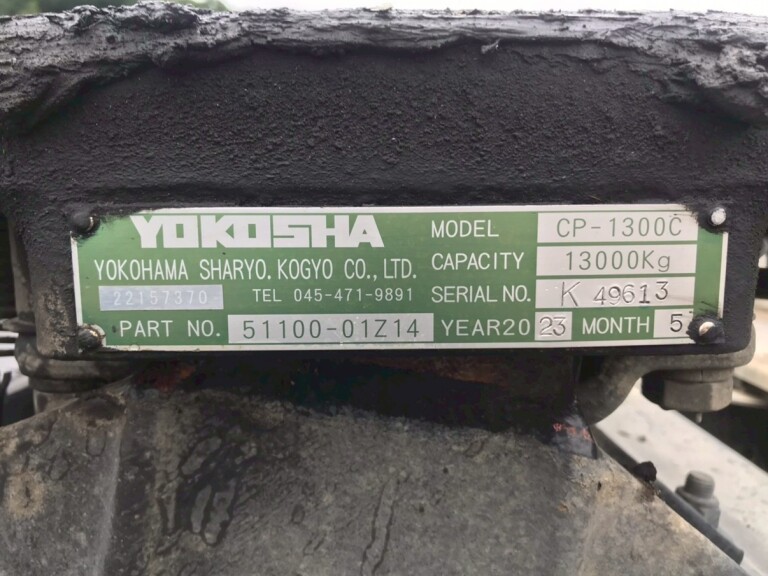 YOKOSHA
YOKOHAMA SHARYO.KOGYO CO.,LTD.
22157370
TEL 045-471-9891
PART NO. 51100-01Z14
MODEL CP-1300C
CAPACITY 13000Kg
SERIAL NO. K 49613
YEAR20 23 MONTH 5